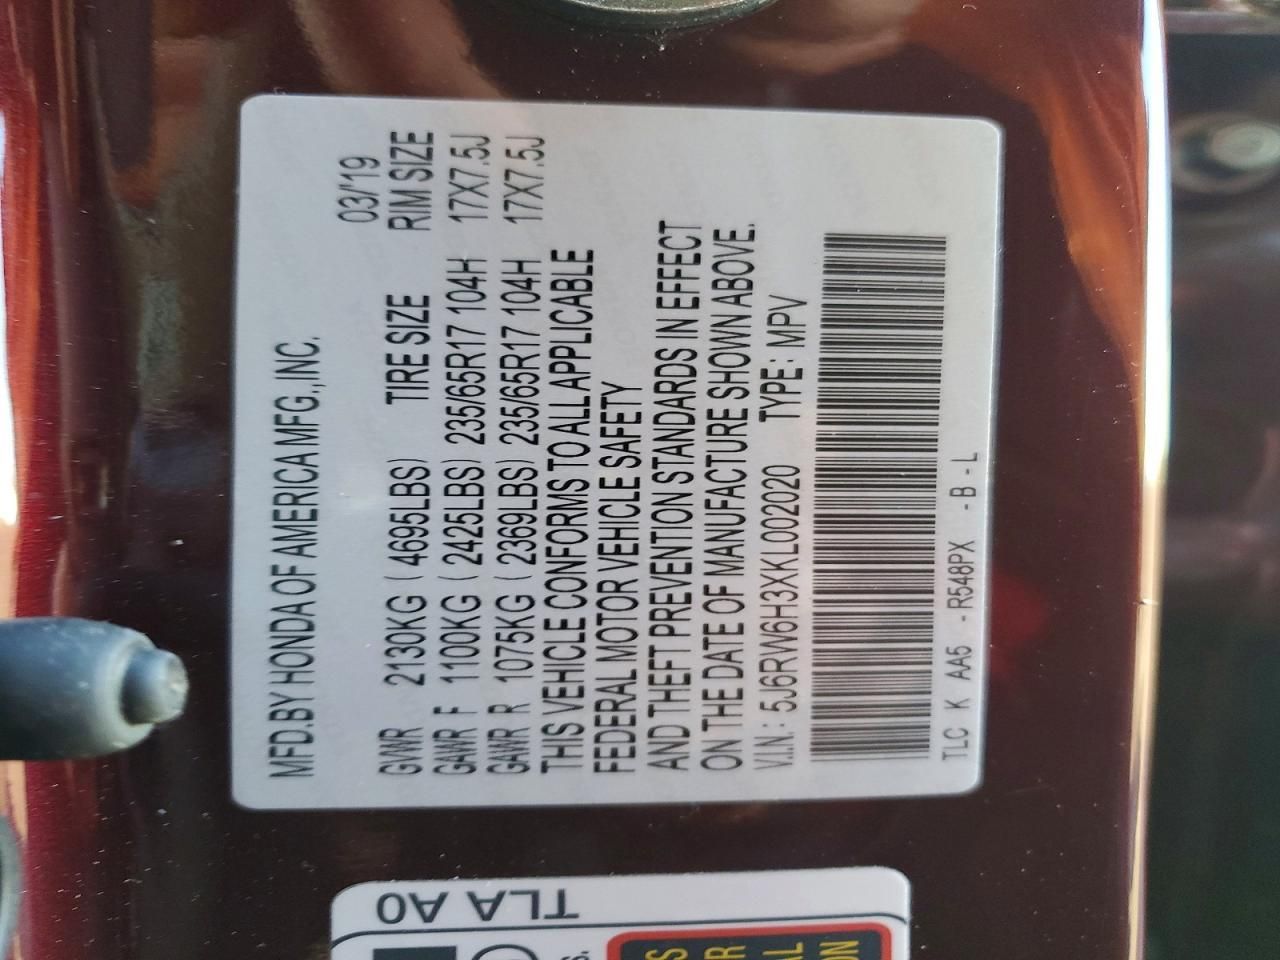 MFD.BY HONDA OF AMERICA MFG.,INC.
03/'19
GVWR 2130KG ( 4695LBS) TIRE SIZE RIM SIZE
GAWR F 1100KG ( 2425LBS) 235/65R17 104H 17X7.5J
GAWR R 1075KG ( 2369LBS) 235/65R17 104H 17X7.5J
THIS VEHICLE CONFORMS TO ALL APPLICABLE
FEDERAL MOTOR VEHICLE SAFETY
AND THEFT PREVENTION STANDARDS IN EFFECT
ON THE DATE OF MANUFACTURE SHOWN ABOVE.
V.I.N.: 5J6RW6H3XKL002020 TYPE: MPV
TLC K AA5 -R548PX -B-L
TLA A0